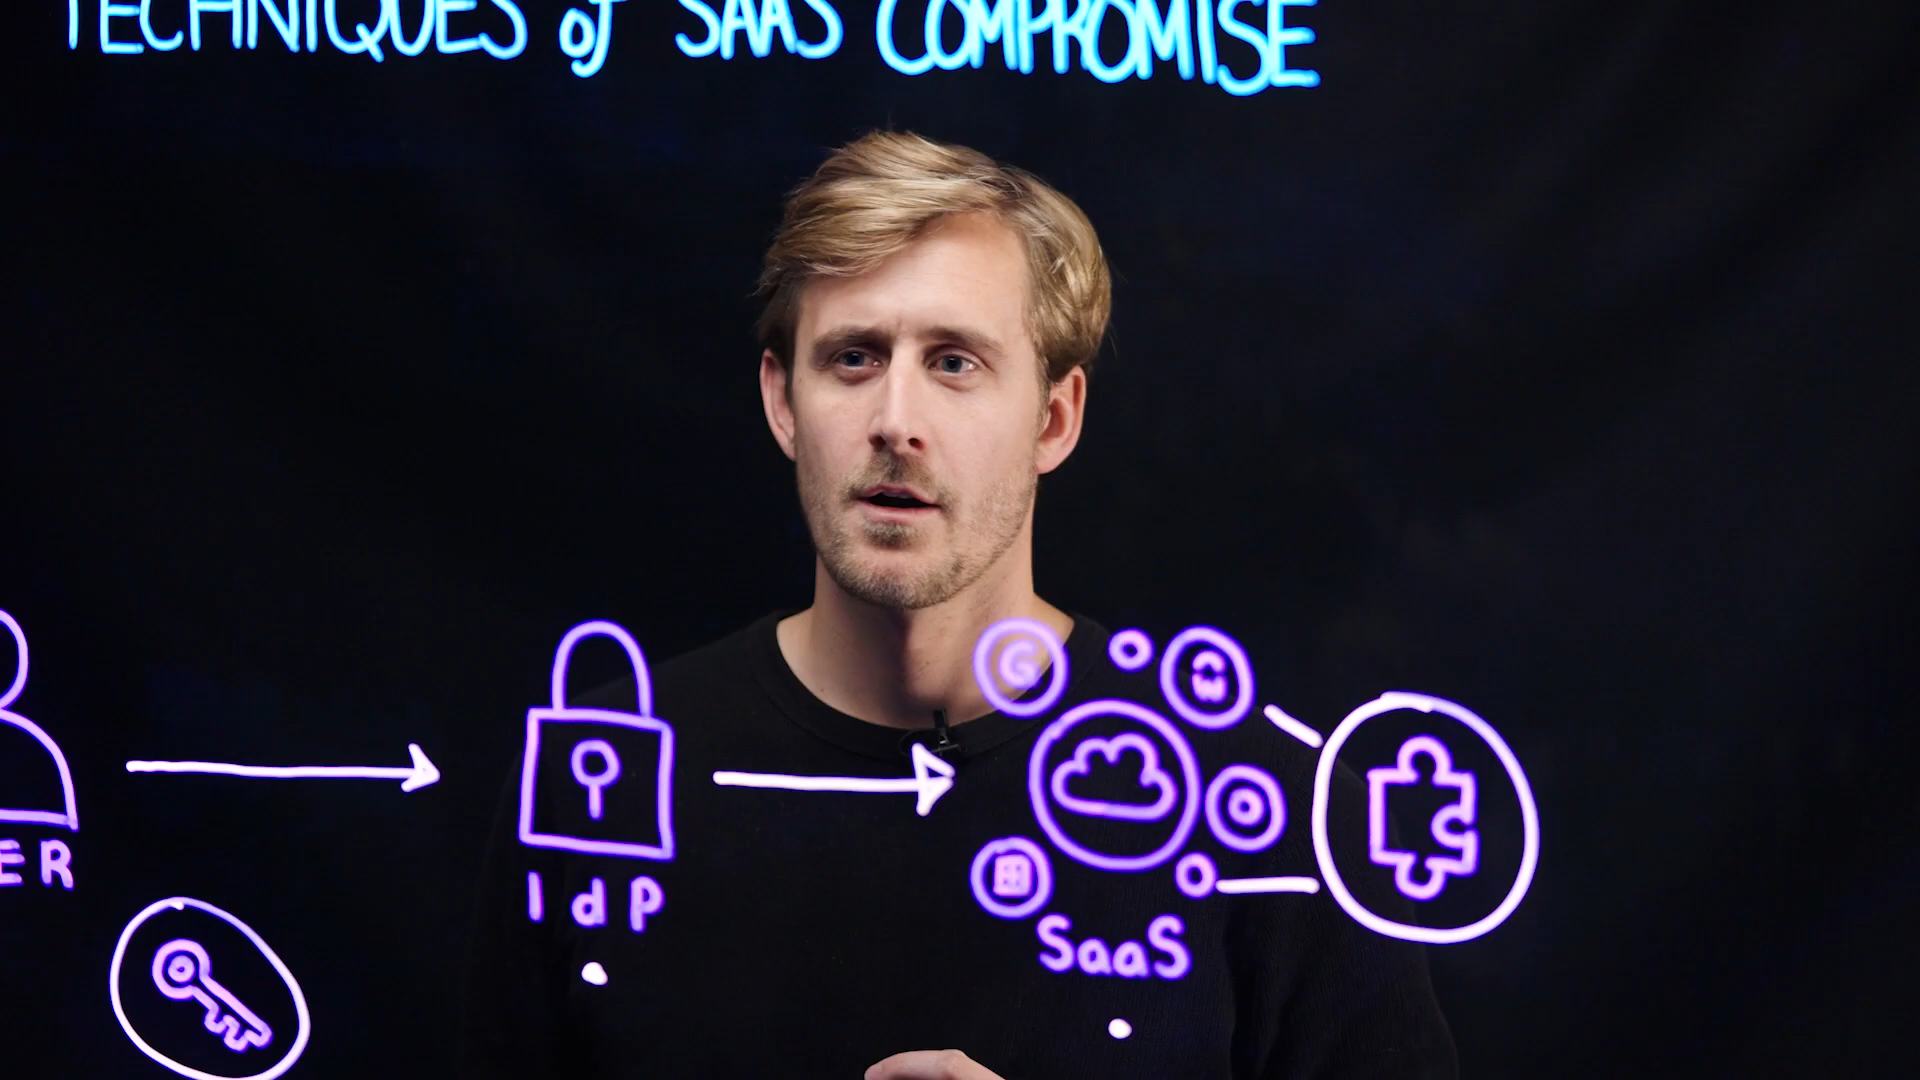 TECHNIQUES of SAAS COMPROMISE
G
ER
IdP
SaaS